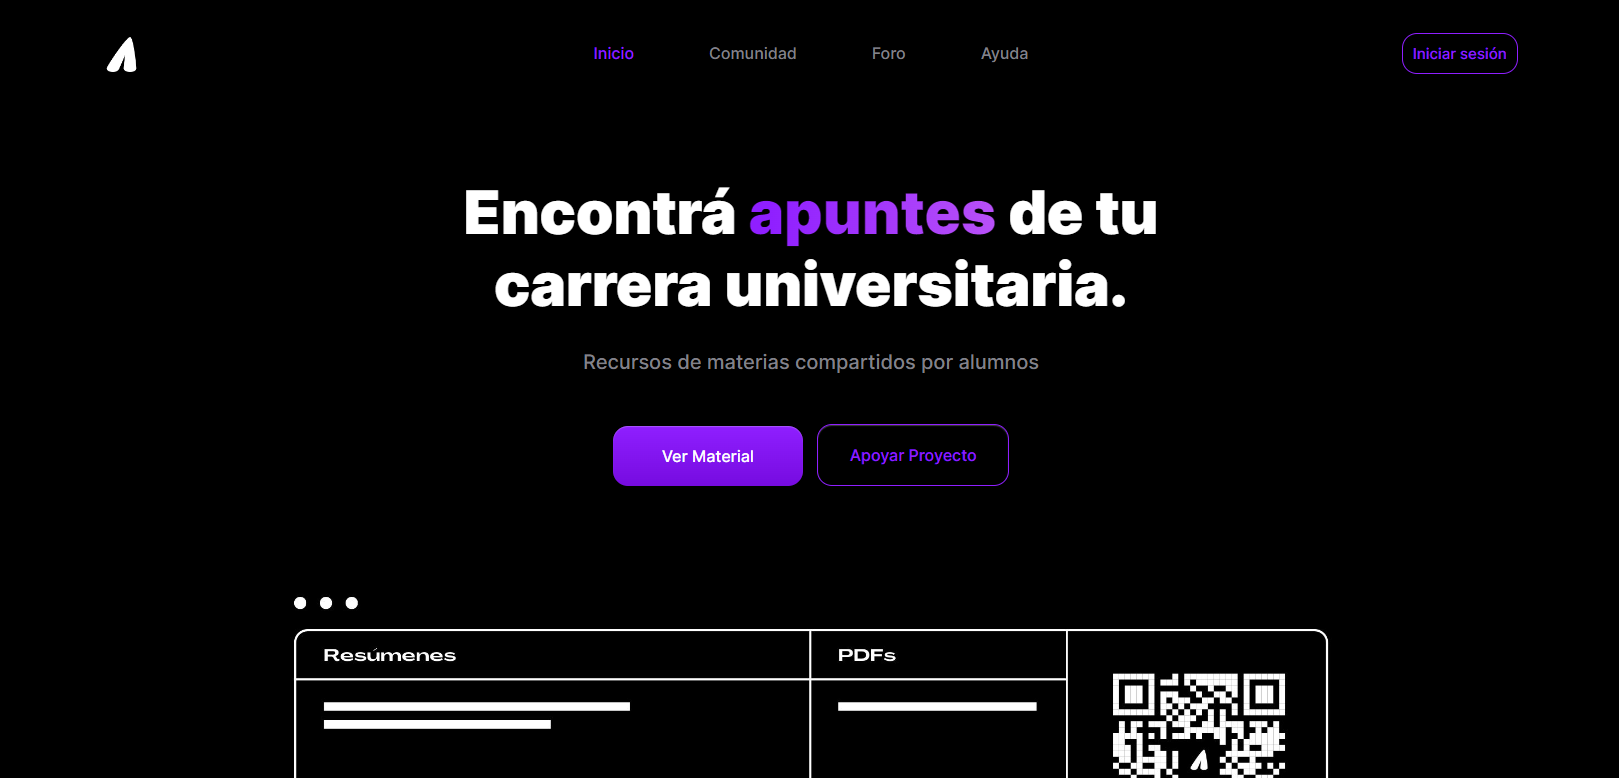 Inicio Comunidad Foro Ayuda Iniciar sesión
Encontrá apuntes de tu
carrera universitaria.
Recursos de materias compartidos por alumnos
Ver Material Apoyar Proyecto
Resúmenes PDFs